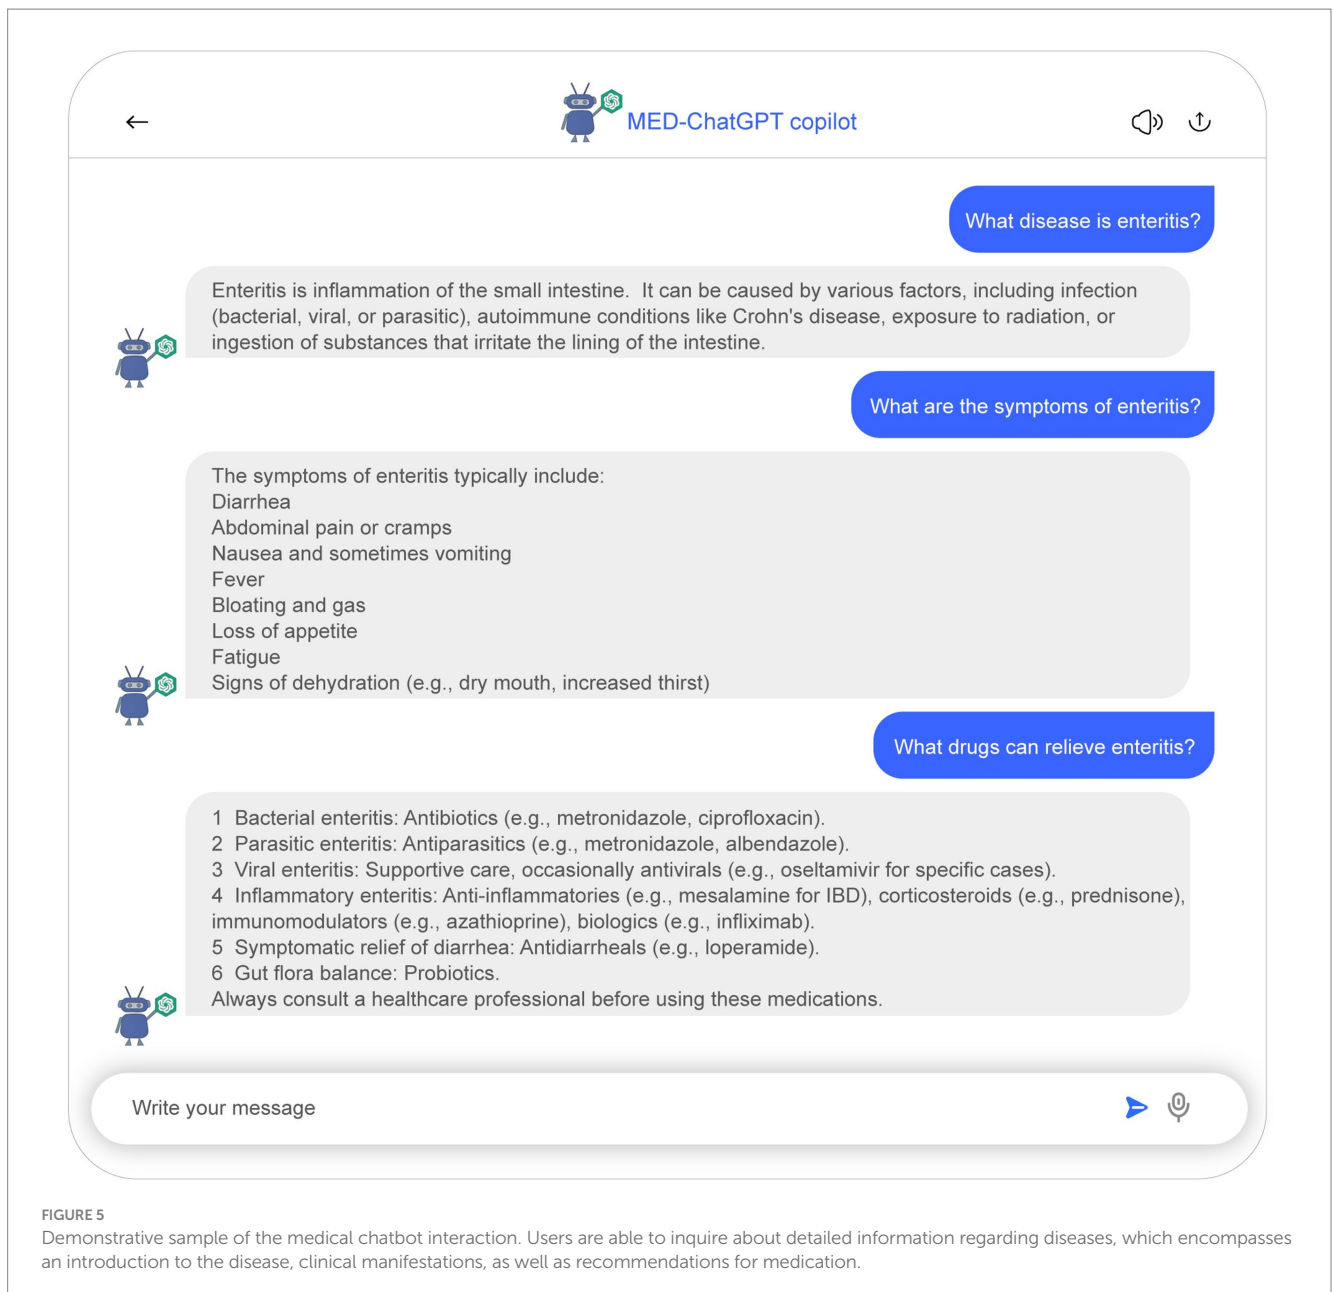 MED-ChatGPT copilot
What disease is enteritis?
Enteritis is inflammation of the small intestine.  It can be caused by various factors, including infection
(bacterial, viral, or parasitic), autoimmune conditions like Crohn's disease, exposure to radiation, or
ingestion of substances that irritate the lining of the intestine.
What are the symptoms of enteritis?
The symptoms of enteritis typically include:
Diarrhea
Abdominal pain or cramps
Nausea and sometimes vomiting
Fever
Bloating and gas
Loss of appetite
Fatigue
Signs of dehydration (e.g., dry mouth, increased thirst)
What drugs can relieve enteritis?
1  Bacterial enteritis: Antibiotics (e.g., metronidazole, ciprofloxacin).
2  Parasitic enteritis: Antiparasitics (e.g., metronidazole, albendazole).
3  Viral enteritis: Supportive care, occasionally antivirals (e.g., oseltamivir for specific cases).
4  Inflammatory enteritis: Anti-inflammatories (e.g., mesalamine for IBD), corticosteroids (e.g., prednisone),
immunomodulators (e.g., azathioprine), biologics (e.g., infliximab).
5  Symptomatic relief of diarrhea: Antidiarrheals (e.g., loperamide).
6  Gut flora balance: Probiotics.
Always consult a healthcare professional before using these medications.
Write your message
FIGURE 5
Demonstrative sample of the medical chatbot interaction. Users are able to inquire about detailed information regarding diseases, which encompasses
an introduction to the disease, clinical manifestations, as well as recommendations for medication.